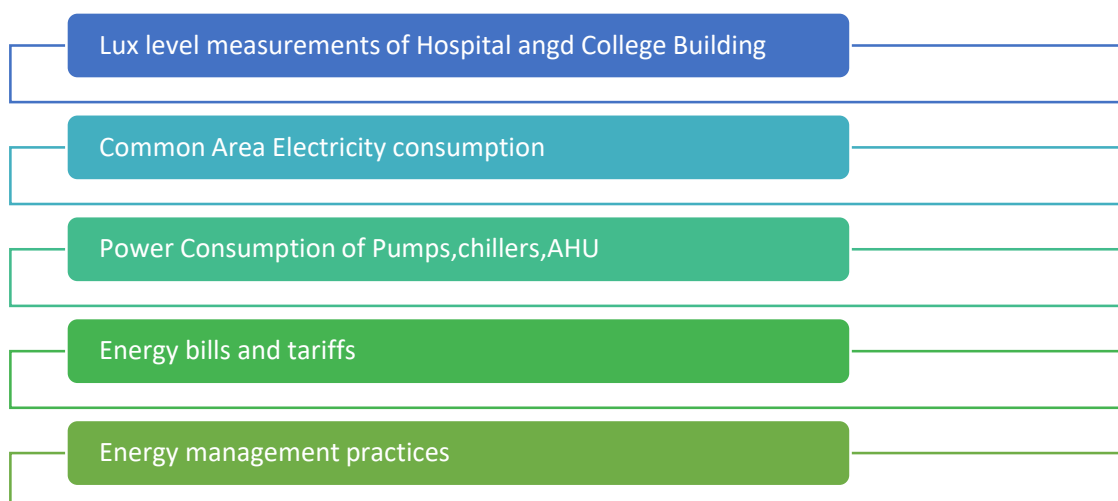 Lux level measurements of Hospital angd College Building
Common Area Electricity consumption
Power Consumption of Pumps,chillers,AHU
Energy bills and tariffs
Energy management practices